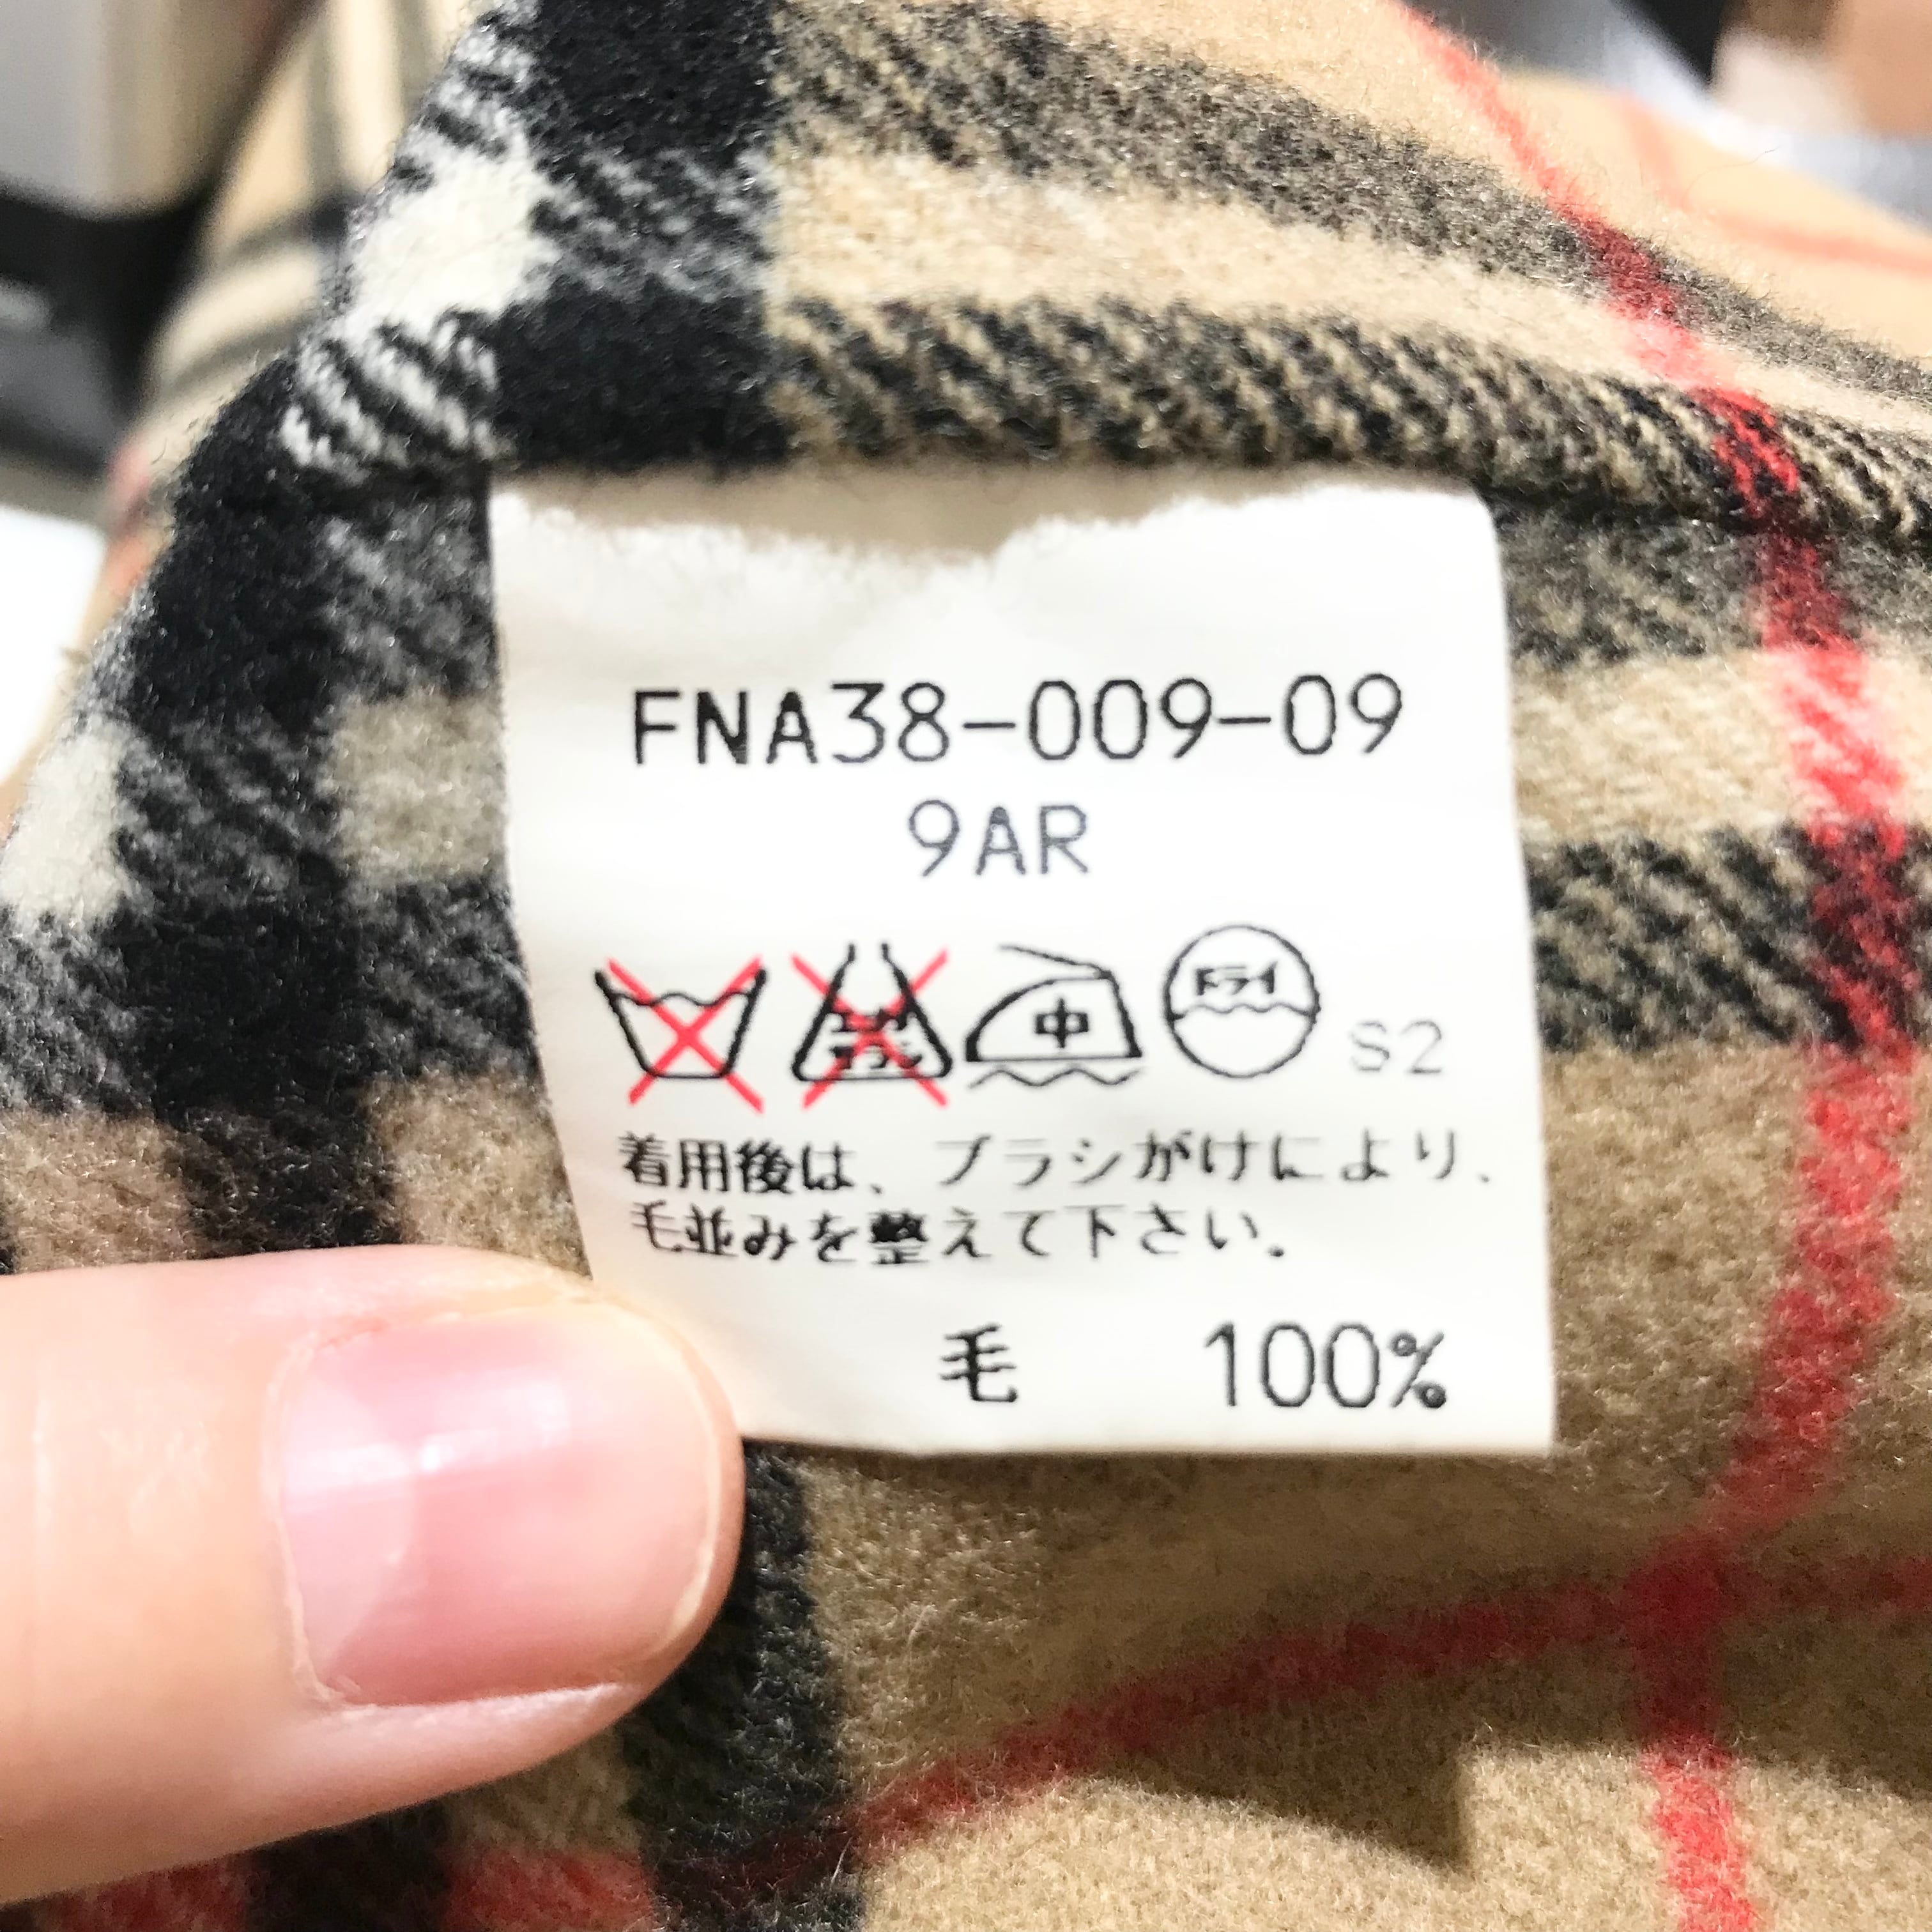 FNA38-009-09
9AR
中 ドライ S2
着用後は、ブラシがけにより、
毛並みを整えて下さい。
毛 100%